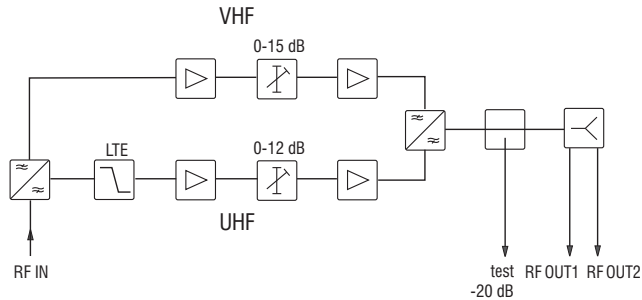 VHF
0-15 dB
LTE
0-12 dB
UHF
RF IN
test
-20 dB
RF OUT1
RF OUT2